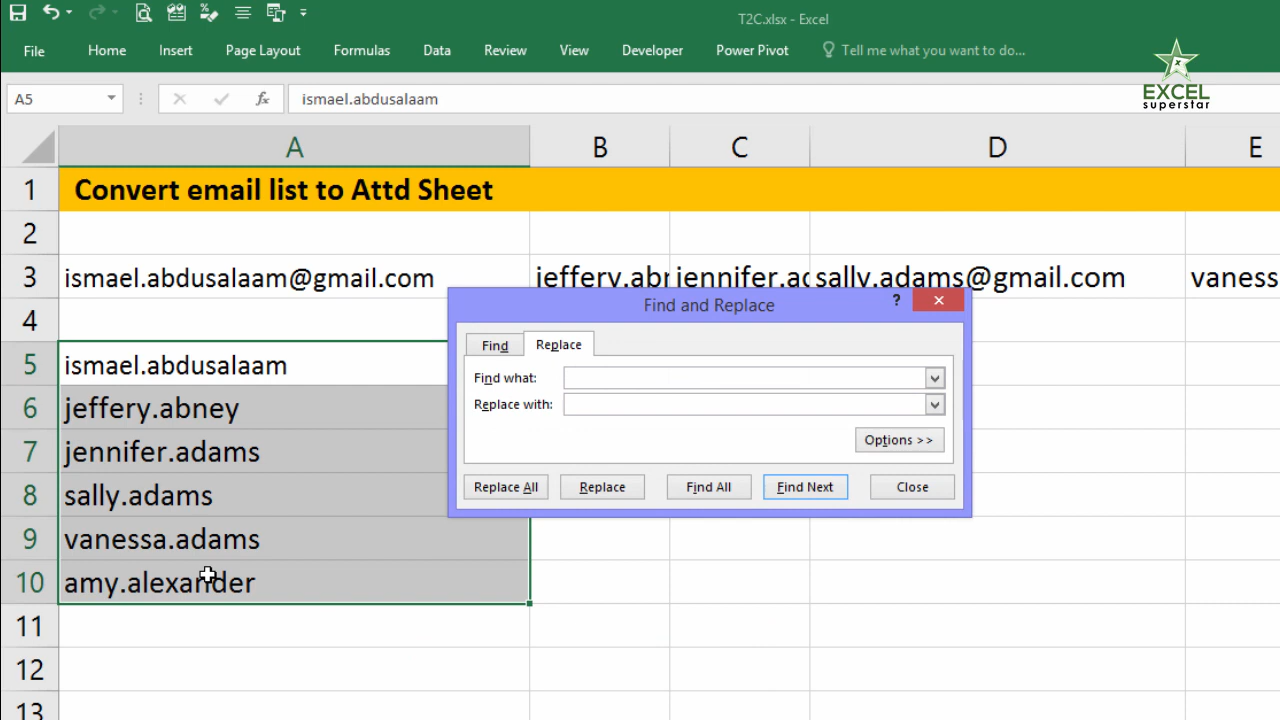 T2C.xlsx - Excel
File Home Insert Page Layout Formulas Data Review View Developer Power Pivot Tell me what you want to do...
EXCEL
superstar
A5 fx ismael.abdusalaam
A B C D E
1 Convert email list to Attd Sheet
2
3 ismael.abdusalaam@gmail.com jeffery.abr jennifer.ac sally.adams@gmail.com vaness
4
5 ismael.abdusalaam
6 jeffery.abney
7 jennifer.adams
8 sally.adams
9 vanessa.adams
10 amy.alexander
11
12
13
Find and Replace ?
Find Replace
Find what:
Replace with:
Options >>
Replace All Replace Find All Find Next Close